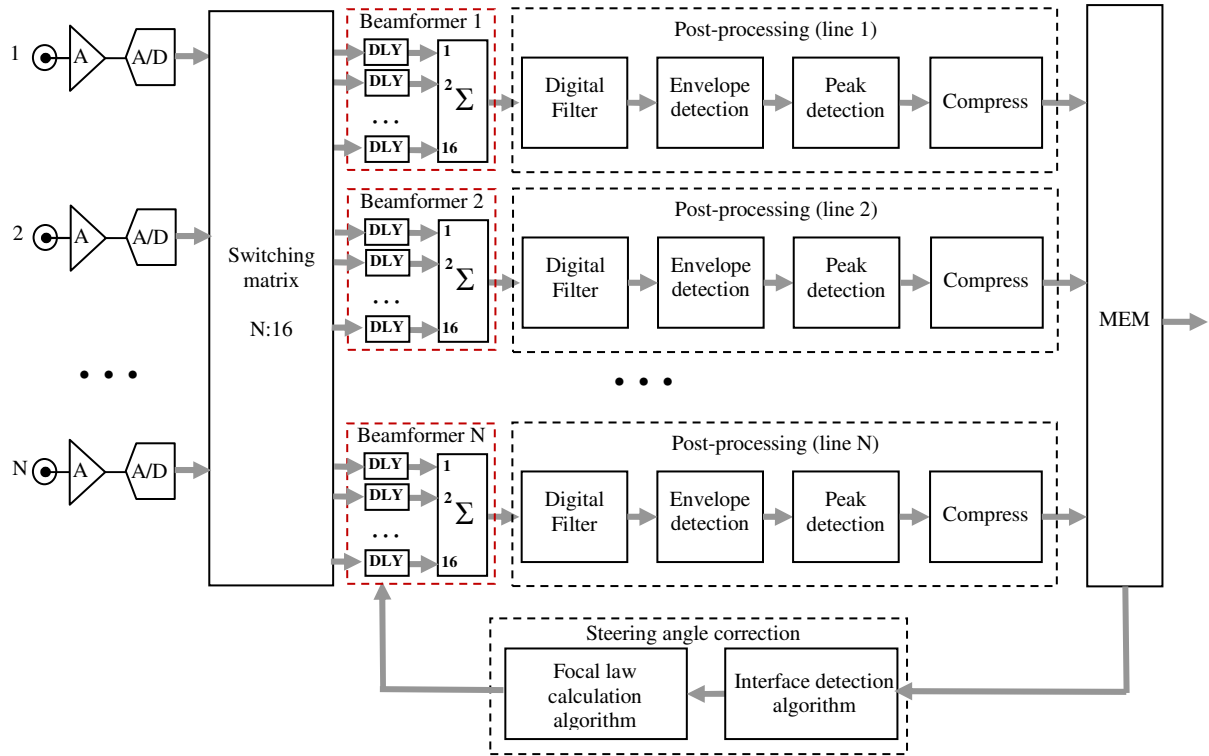 Beamformer 1
Post-processing (line 1)
1
A
A/D
DLY
1
DLY
2
Σ
...
DLY
16
Digital
Filter
Envelope
detection
Peak
detection
Compress
Beamformer 2
Post-processing (line 2)
2
A
A/D
DLY
1
DLY
2
Σ
...
DLY
16
Digital
Filter
Envelope
detection
Peak
detection
Compress
Switching
matrix
N:16
MEM
• • •
• • •
Beamformer N
Post-processing (line N)
N
A
A/D
DLY
1
DLY
2
Σ
...
DLY
16
Digital
Filter
Envelope
detection
Peak
detection
Compress
Steering angle correction
Focal law
calculation
algorithm
Interface detection
algorithm